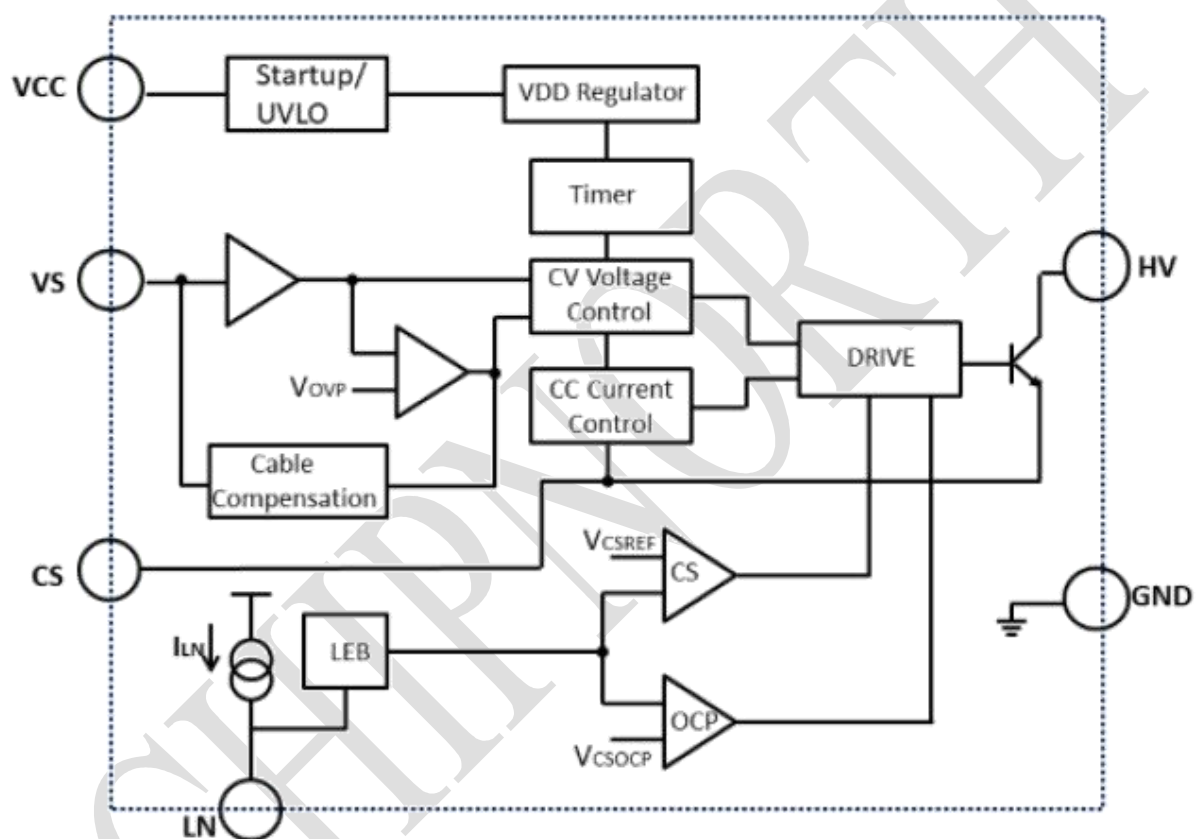 VCC
Startup/
UVLO
VDD Regulator
Timer
VS
CV Voltage
Control
HV
DRIVE
VOVP
CC Current
Control
Cable
Compensation
CS
VCSREF
CS
GND
ILN
LEB
OCP
VCSOCP
LN
CHIPNORTH